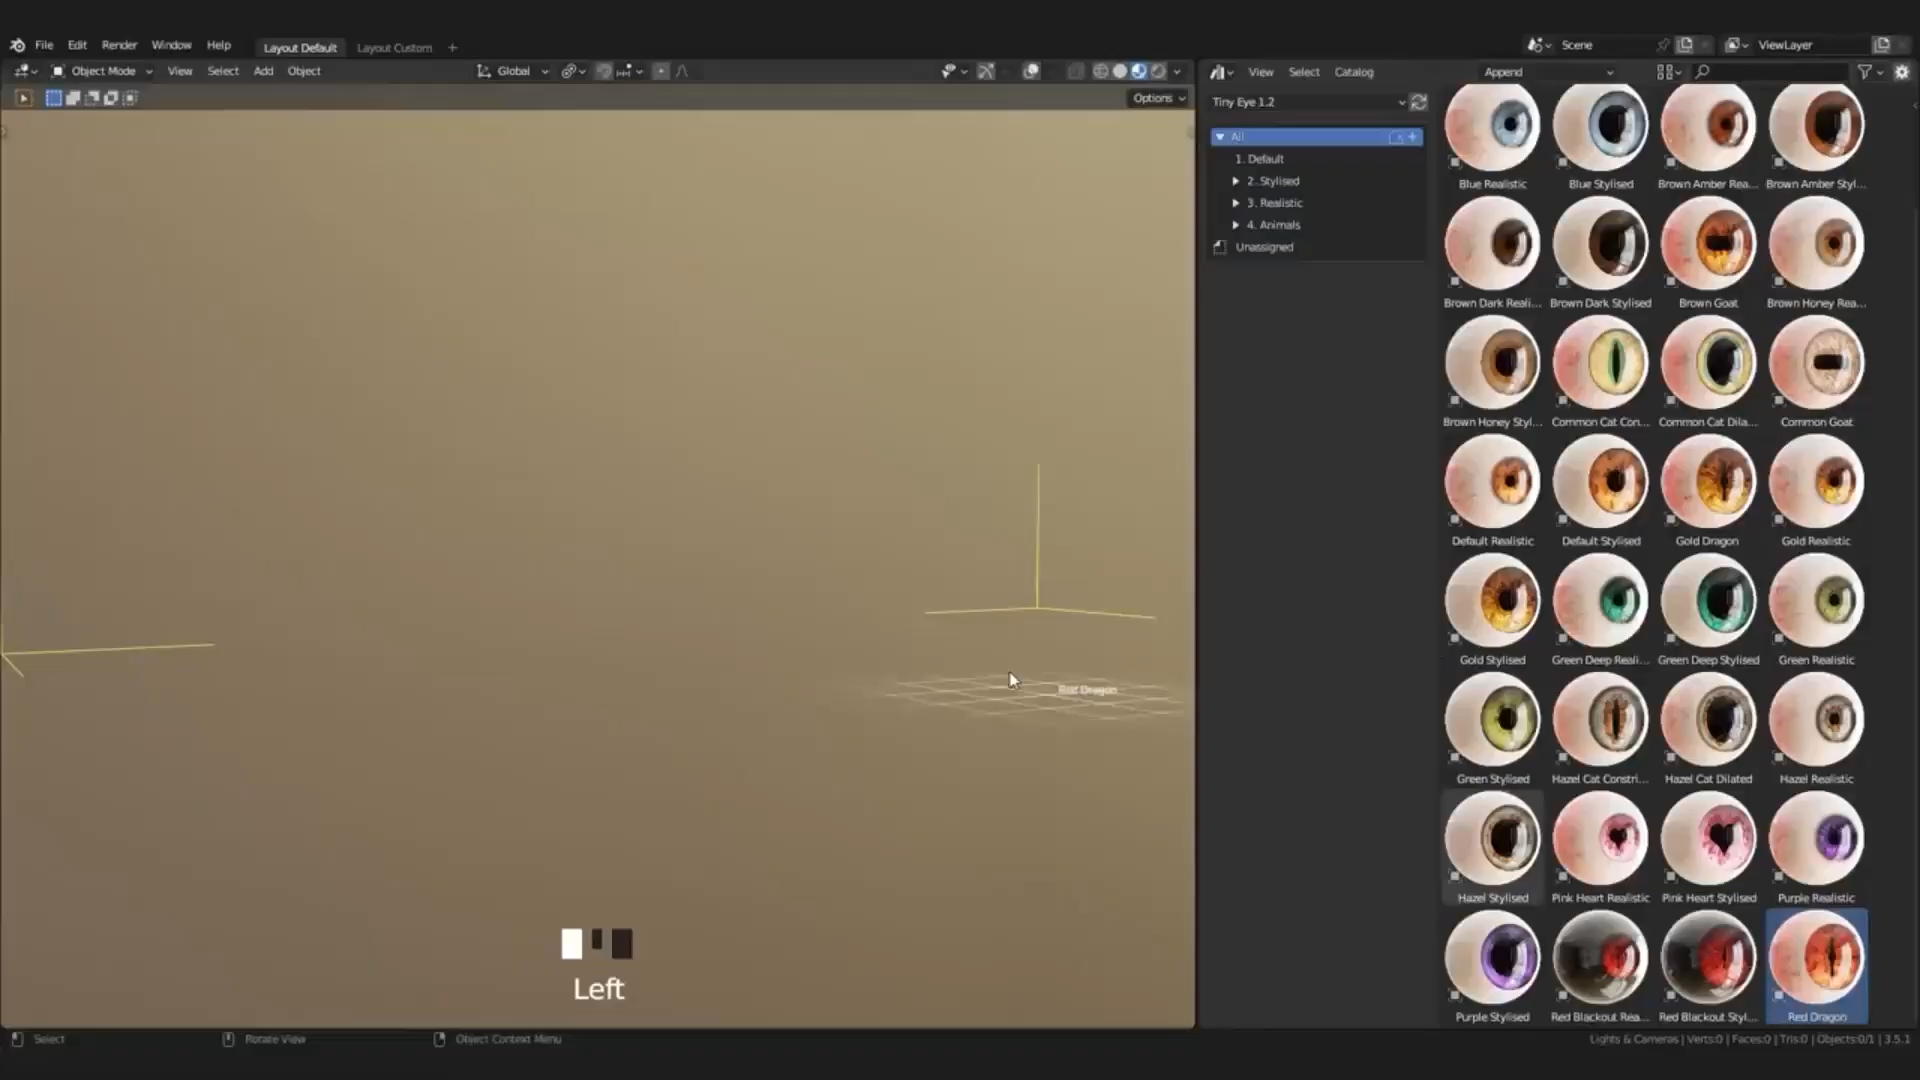 File Edit Render Window Help Layout Default Layout Custom + Scene ViewLayer
Object Mode View Select Add Object Global View Select Catalog Append
Options
Tiny Eye 1.2
All
1. Default
2. Stylised
3. Realistic
4. Animals
Unassigned
Blue Realistic Blue Stylised Brown Amber Rea... Brown Amber Styl...
Brown Dark Reali... Brown Dark Stylised Brown Goat Brown Honey Rea...
Brown Honey Styl... Common Cat Con... Common Cat Dila... Common Goat
Default Realistic Default Stylised Gold Dragon Gold Realistic
Gold Stylised Green Deep Reali... Green Deep Stylised Green Realistic
Green Stylised Hazel Cat Constri... Hazel Cat Dilated Hazel Realistic
Hazel Stylised Pink Heart Realistic Pink Heart Stylised Purple Realistic
Purple Stylised Red Blackout Rea... Red Blackout Styl... Red Dragon
Red Dragon
Left
Select Rotate View Object Context Menu Lights & Cameras | Verts:0 | Faces:0 | Tris:0 | Objects:0/1 | 3.5.1